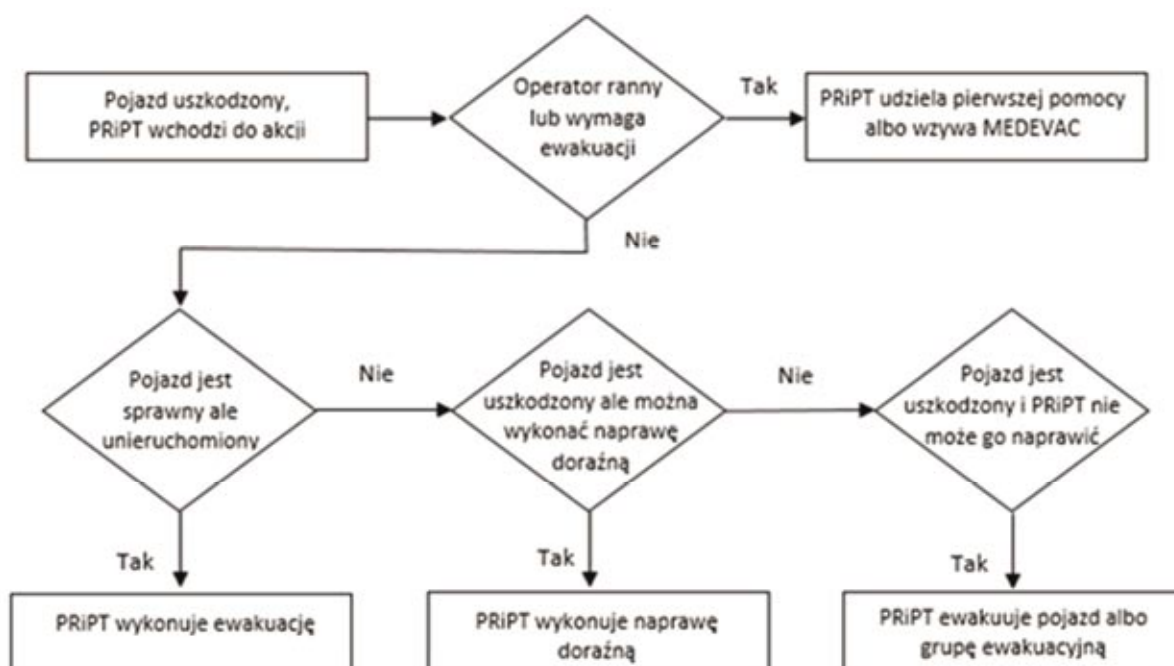 Pojazd uszkodzony,
PRiPT wchodzi do akcji
Operator ranny
lub wymaga
ewakuacji
Tak
PRiPT udziela pierwszej pomocy
albo wzywa MEDEVAC
Nie
Pojazd jest
sprawny ale
unieruchomiony
Nie
Pojazd jest
uszkodzony ale można
wykonać naprawę
doraźną
Nie
Pojazd jest
uszkodzony i PRiPT nie
może go naprawić
Tak
Tak
Tak
PRiPT wykonuje ewakuację
PRiPT wykonuje naprawę
doraźną
PRiPT ewakuuje pojazd albo
grupę ewakuacyjną